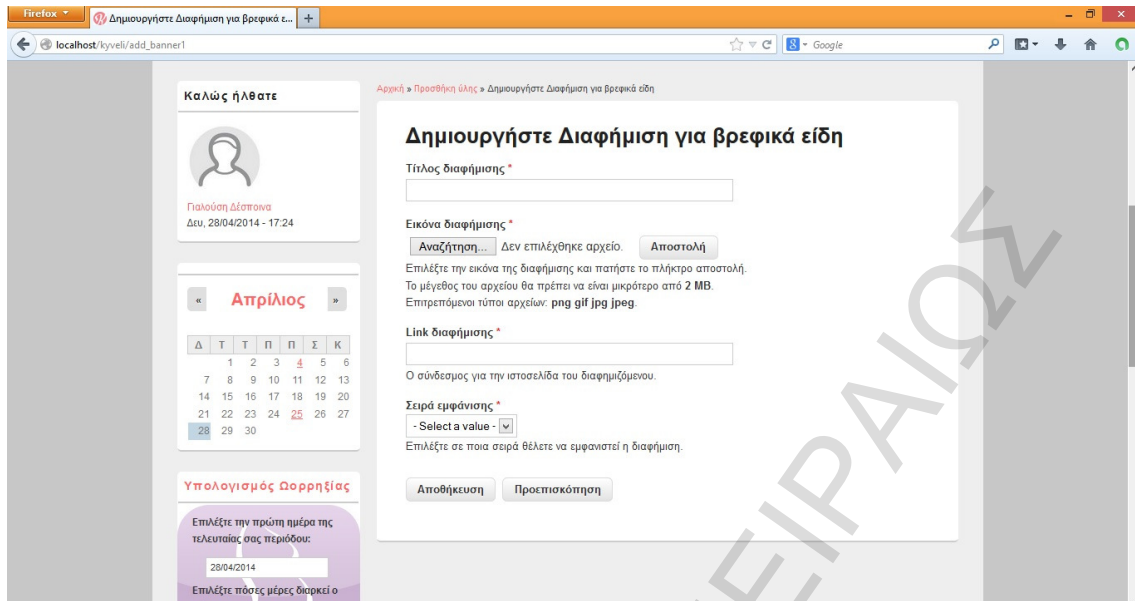 Firefox
Δημιουργήστε Διαφήμιση για βρεφικά ε...
localhost/kyveli/add_banner1
Google
Καλώς ήλθατε
Γιαλούση Δέσποινα
Δευ, 28/04/2014 - 17:24
« Απρίλιος »
Δ Τ Τ Π Π Σ Κ
1 2 3 4 5 6
7 8 9 10 11 12 13
14 15 16 17 18 19 20
21 22 23 24 25 26 27
28 29 30
Υπολογισμός Ωορρηξίας
Επιλέξτε την πρώτη ημέρα της
τελευταίας σας περιόδου:
28/04/2014
Επιλέξτε πόσες μέρες διαρκεί ο
Αρχική » Προσθήκη ύλης » Δημιουργήστε Διαφήμιση για βρεφικά είδη
Δημιουργήστε Διαφήμιση για βρεφικά είδη
Τίτλος διαφήμισης *
Εικόνα διαφήμισης *
Αναζήτηση... Δεν επιλέχθηκε αρχείο. Αποστολή
Επιλέξτε την εικόνα της διαφήμισης και πατήστε το πλήκτρο αποστολή.
Το μέγεθος του αρχείου θα πρέπει να είναι μικρότερο από 2 MB.
Επιτρεπόμενοι τύποι αρχείων: png gif jpg jpeg.
Link διαφήμισης *
Ο σύνδεσμος για την ιστοσελίδα του διαφημιζόμενου.
Σειρά εμφάνισης *
- Select a value -
Επιλέξτε σε ποια σειρά θέλετε να εμφανιστεί η διαφήμιση.
Αποθήκευση Προεπισκόπηση
ΕΙΡΑΙΩΣ